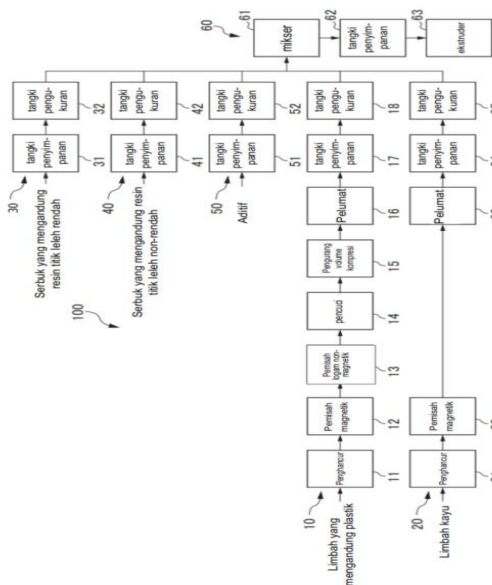 30
Serbuk yang mengandung
resin titik leleh rendah
tangki
penyim-
panan
31
tangki
pengu-
kuran
32
40
Serbuk yang mengandung resin
titik leleh non-rendah
tangki
penyim-
panan
41
tangki
pengu-
kuran
42
100
50
Aditif
tangki
penyim-
panan
51
tangki
pengu-
kuran
52
60
mikser
61
tangki
penyim-
panan
62
ekstruder
63
10
Limbah yang
mengandung plastik
Penghancur
11
Pemisah
magnetik
12
Pemisah
logam non-
magnetik
13
pencuci
14
Pengurang
volume
kompresi
15
Pelumat
16
tangki
penyim-
panan
17
tangki
pengu-
kuran
18
20
Limbah kayu
Penghancur
Pemisah
magnetik
Pelumat
tangki
penyim-
panan
tangki
pengu-
kuran